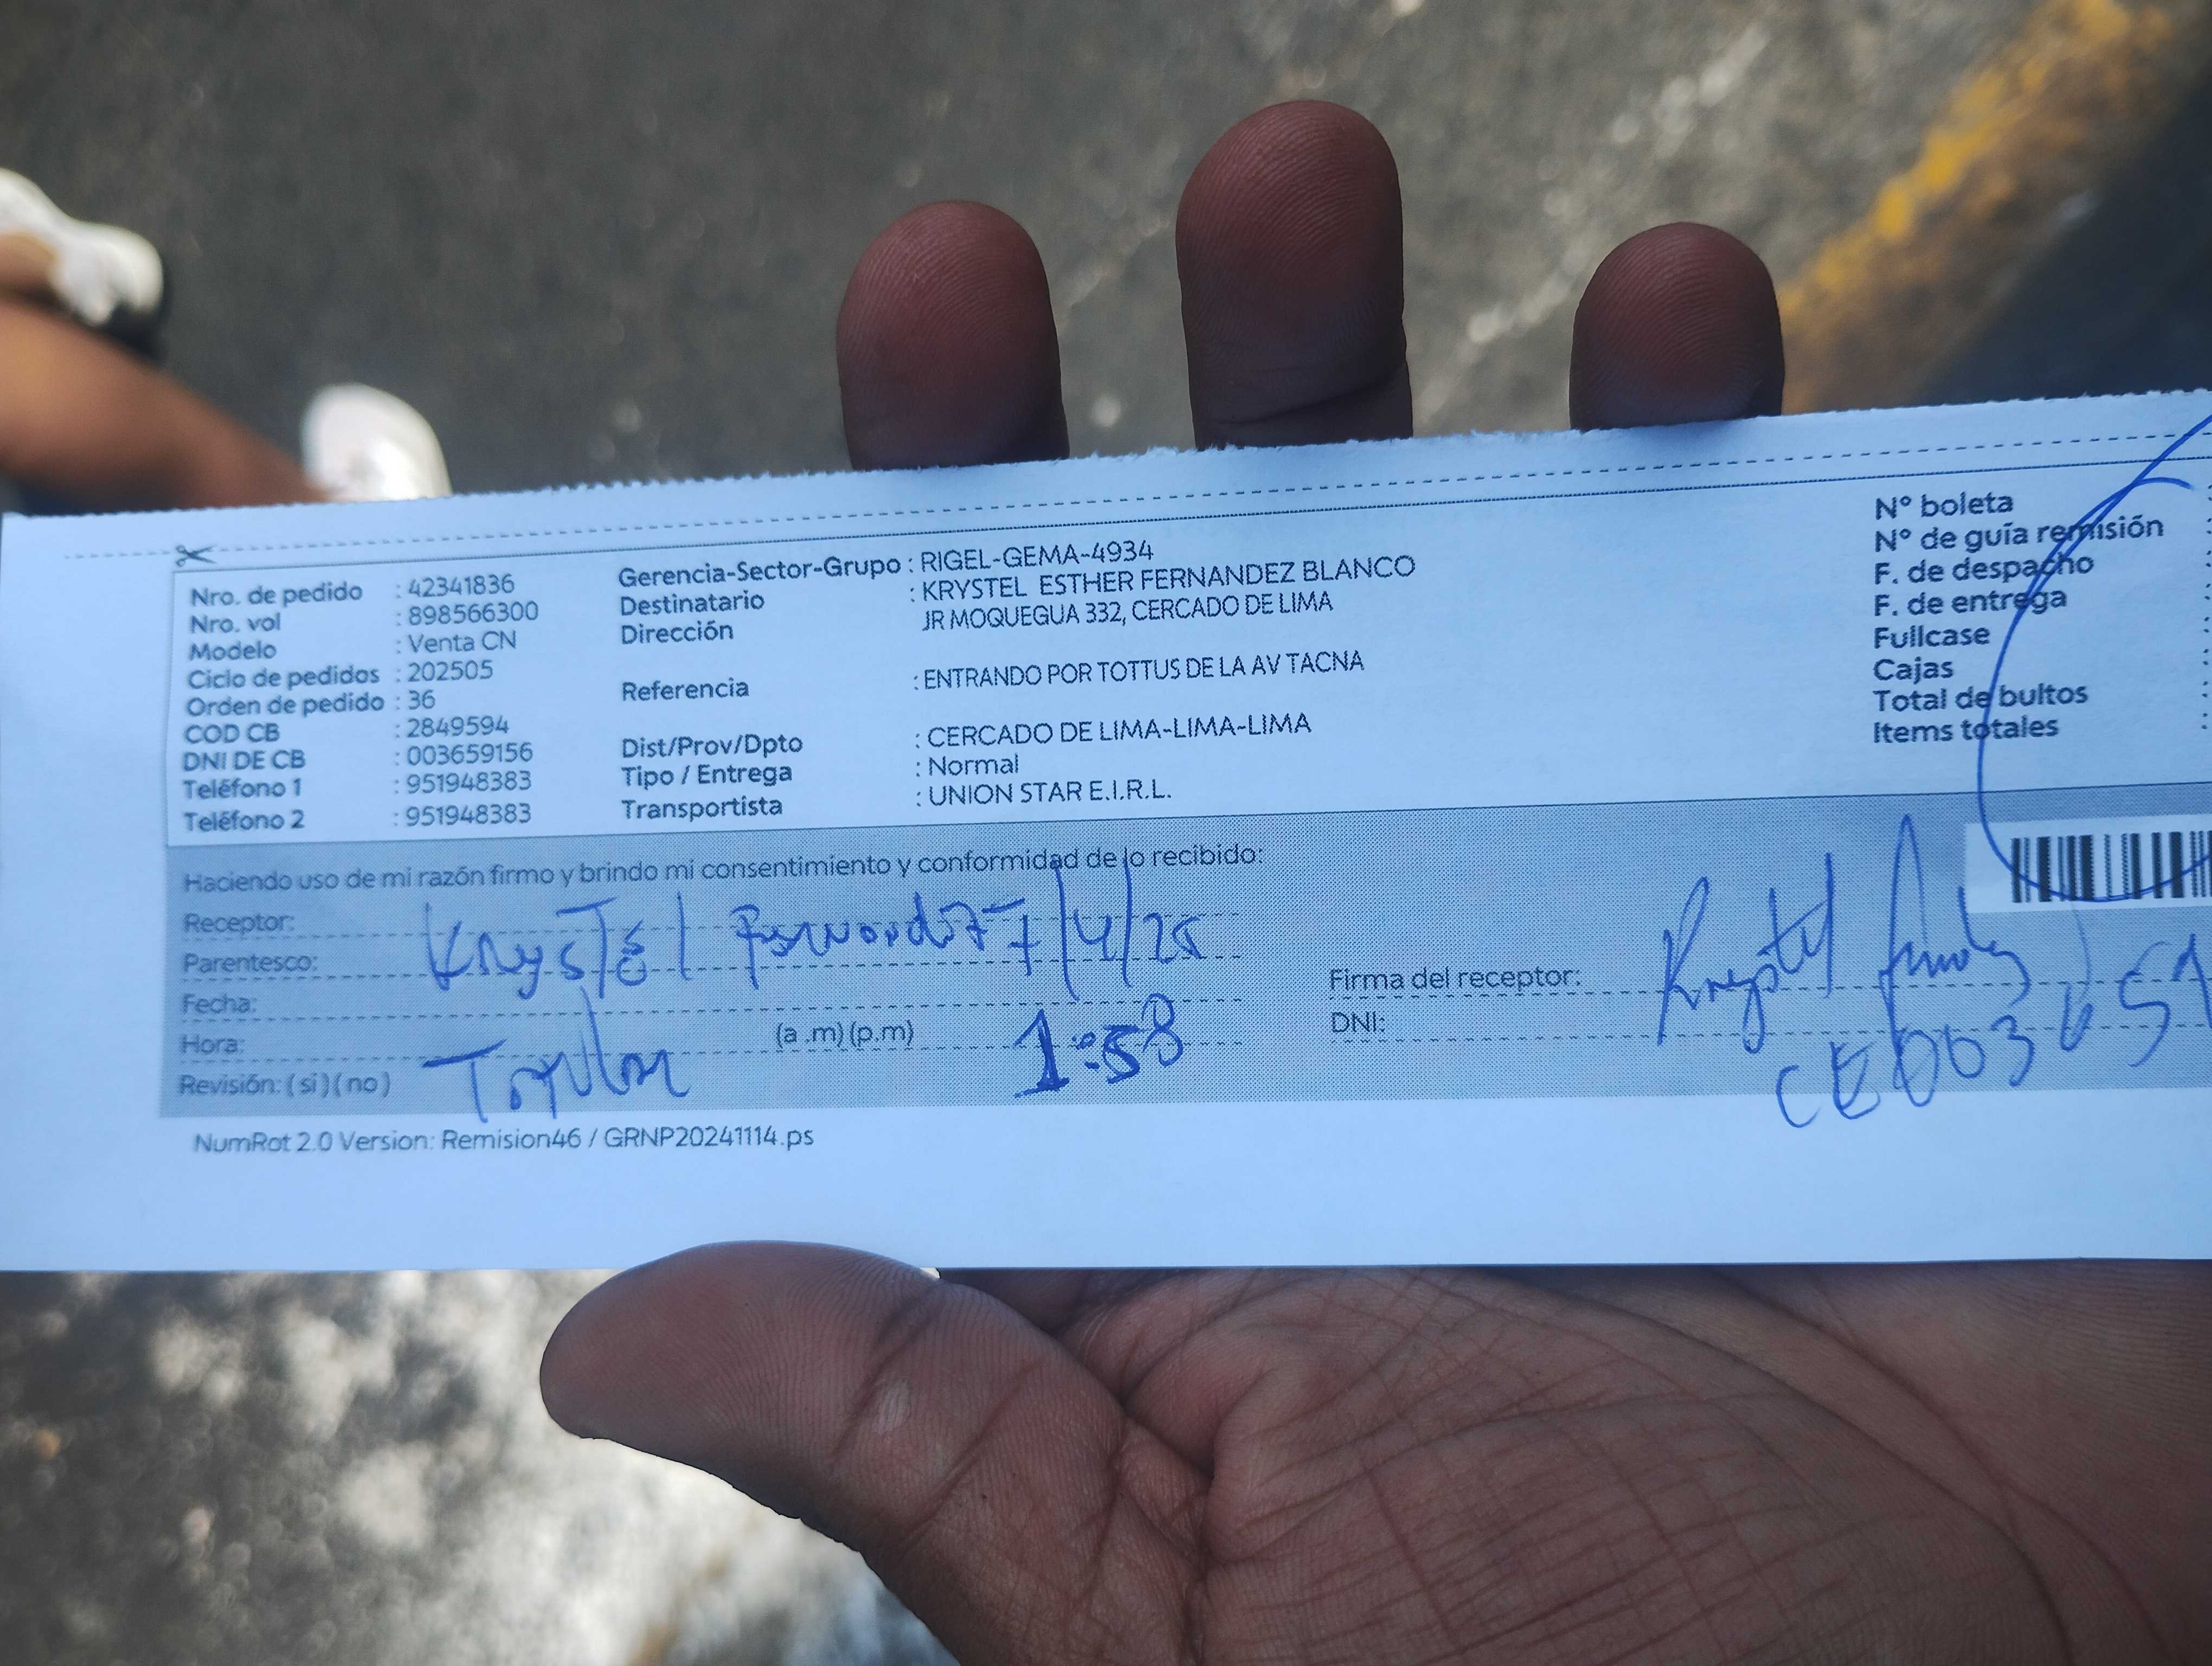 Nro. de pedido : 42341836
Nro. vol : 898566300
Modelo : Venta CN
Ciclo de pedidos : 202505
Orden de pedido : 36
COD CB : 2849594
DNI DE CB : 003659156
Teléfono 1 : 951948383
Teléfono 2 : 951948383
Gerencia-Sector-Grupo : RIGEL-GEMA-4934
Destinatario : KRYSTEL ESTHER FERNANDEZ BLANCO
Dirección JR MOQUEGUA 332, CERCADO DE LIMA
Referencia : ENTRANDO POR TOTTUS DE LA AV TACNA
Dist/Prov/Dpto : CERCADO DE LIMA-LIMA-LIMA
Tipo / Entrega : Normal
Transportista : UNION STAR E.I.R.L.
N° boleta :
N° de guía remisión :
F. de despacho :
F. de entrega :
Fullcase :
Cajas :
Total de bultos :
Items totales :
Haciendo uso de mi razón firmo y brindo mi consentimiento y conformidad de lo recibido:
Receptor:
Parentesco: Krystel 7/4/25
Fecha:
Hora: (a .m) (p.m) 1:58
Revisión: ( si ) ( no )
Firma del receptor: Krystel
DNI: CE003659
NumRot 2.0 Version: Remision46 / GRNP20241114.ps